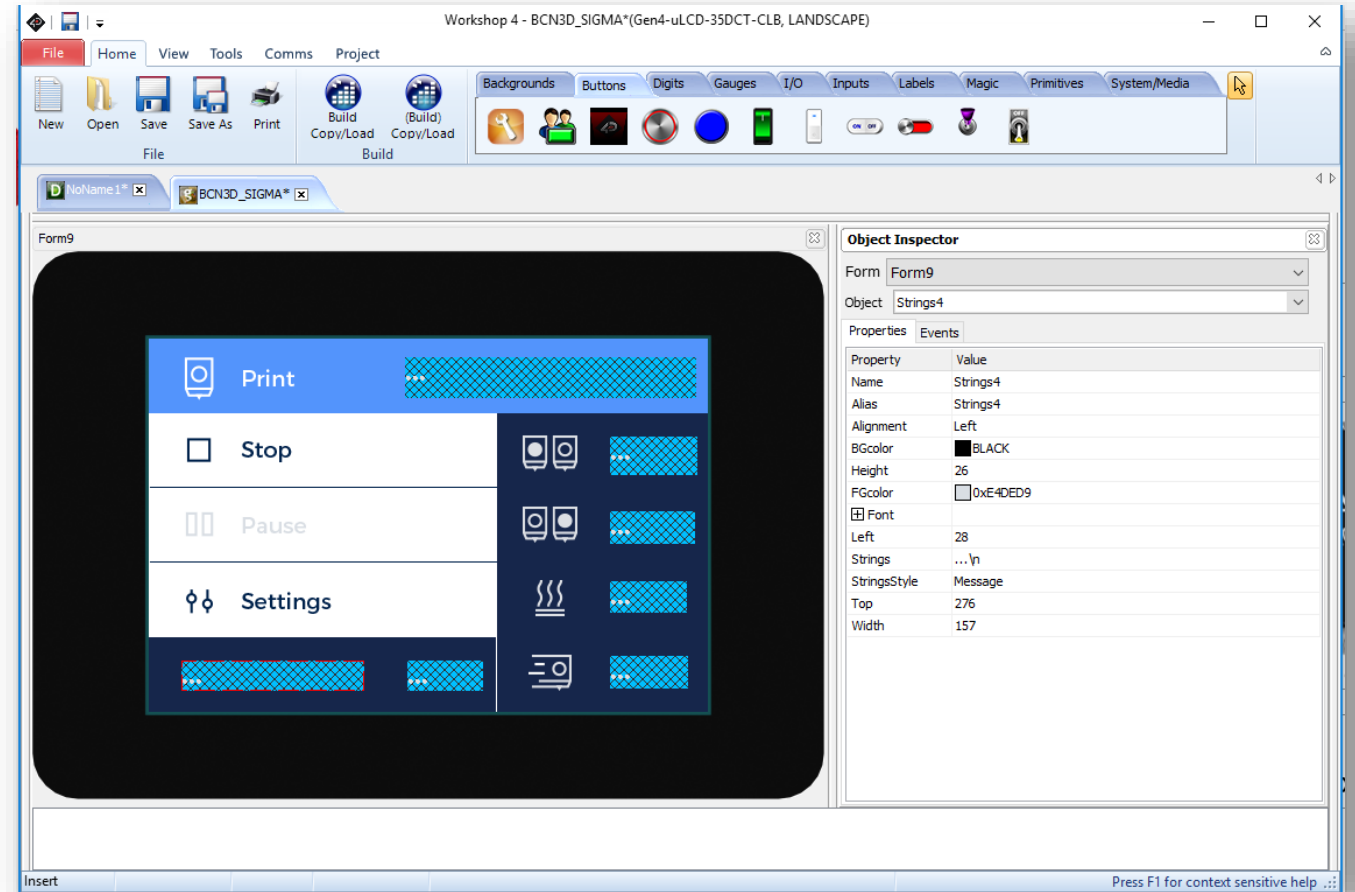 Workshop 4 - BCN3D_SIGMA*(Gen4-uLCD-35DCT-CLB, LANDSCAPE)
File Home View Tools Comms Project
New Open Save Save As Print
File
Build Copy/Load
(Build) Copy/Load
Build
Backgrounds Buttons Digits Gauges I/O Inputs Labels Magic Primitives System/Media
ON OFF
OFF
NoName1* BCN3D_SIGMA*
Form9
Print ...
Stop ...
Pause ...
Settings ...
... ... ...
Object Inspector
Form Form9
Object Strings4
Properties Events
Property Value
Name Strings4
Alias Strings4
Alignment Left
BGcolor BLACK
Height 26
FGcolor 0xE4DED9
Font
Left 28
Strings ...\n
StringsStyle Message
Top 276
Width 157
Insert Press F1 for context sensitive help